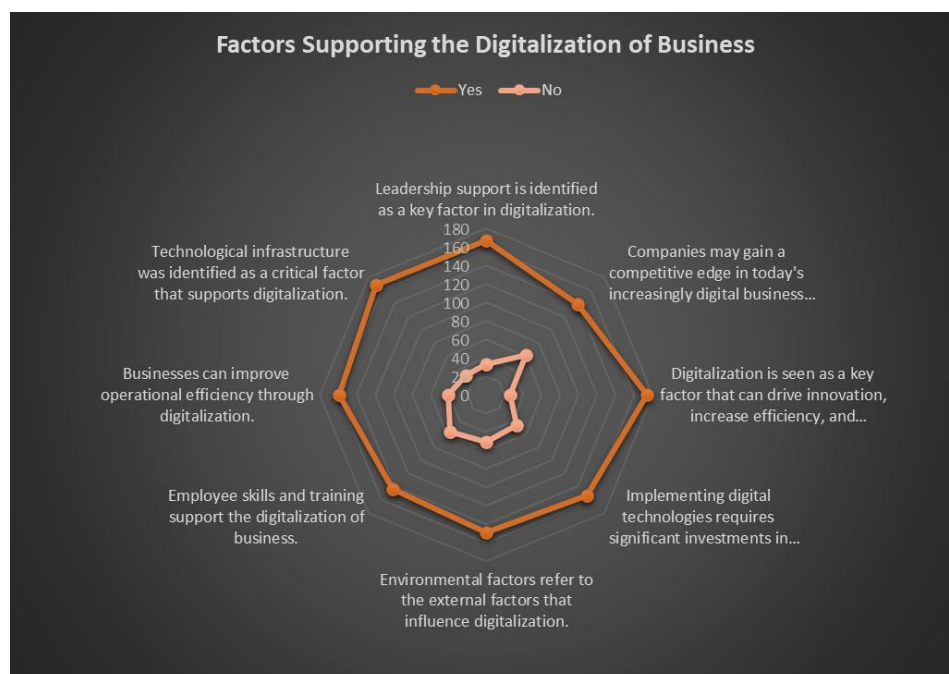 Factors Supporting the Digitalization of Business
Yes No
Leadership support is identified
as a key factor in digitalization.
180
160
140
120
100
80
60
40
20
0
Companies may gain a
competitive edge in today's
increasingly digital business…
Digitalization is seen as a key
factor that can drive innovation,
increase efficiency, and…
Implementing digital
technologies requires
significant investments in…
Environmental factors refer to
the external factors that
influence digitalization.
Employee skills and training
support the digitalization of
business.
Businesses can improve
operational efficiency through
digitalization.
Technological infrastructure
was identified as a critical factor
that supports digitalization.